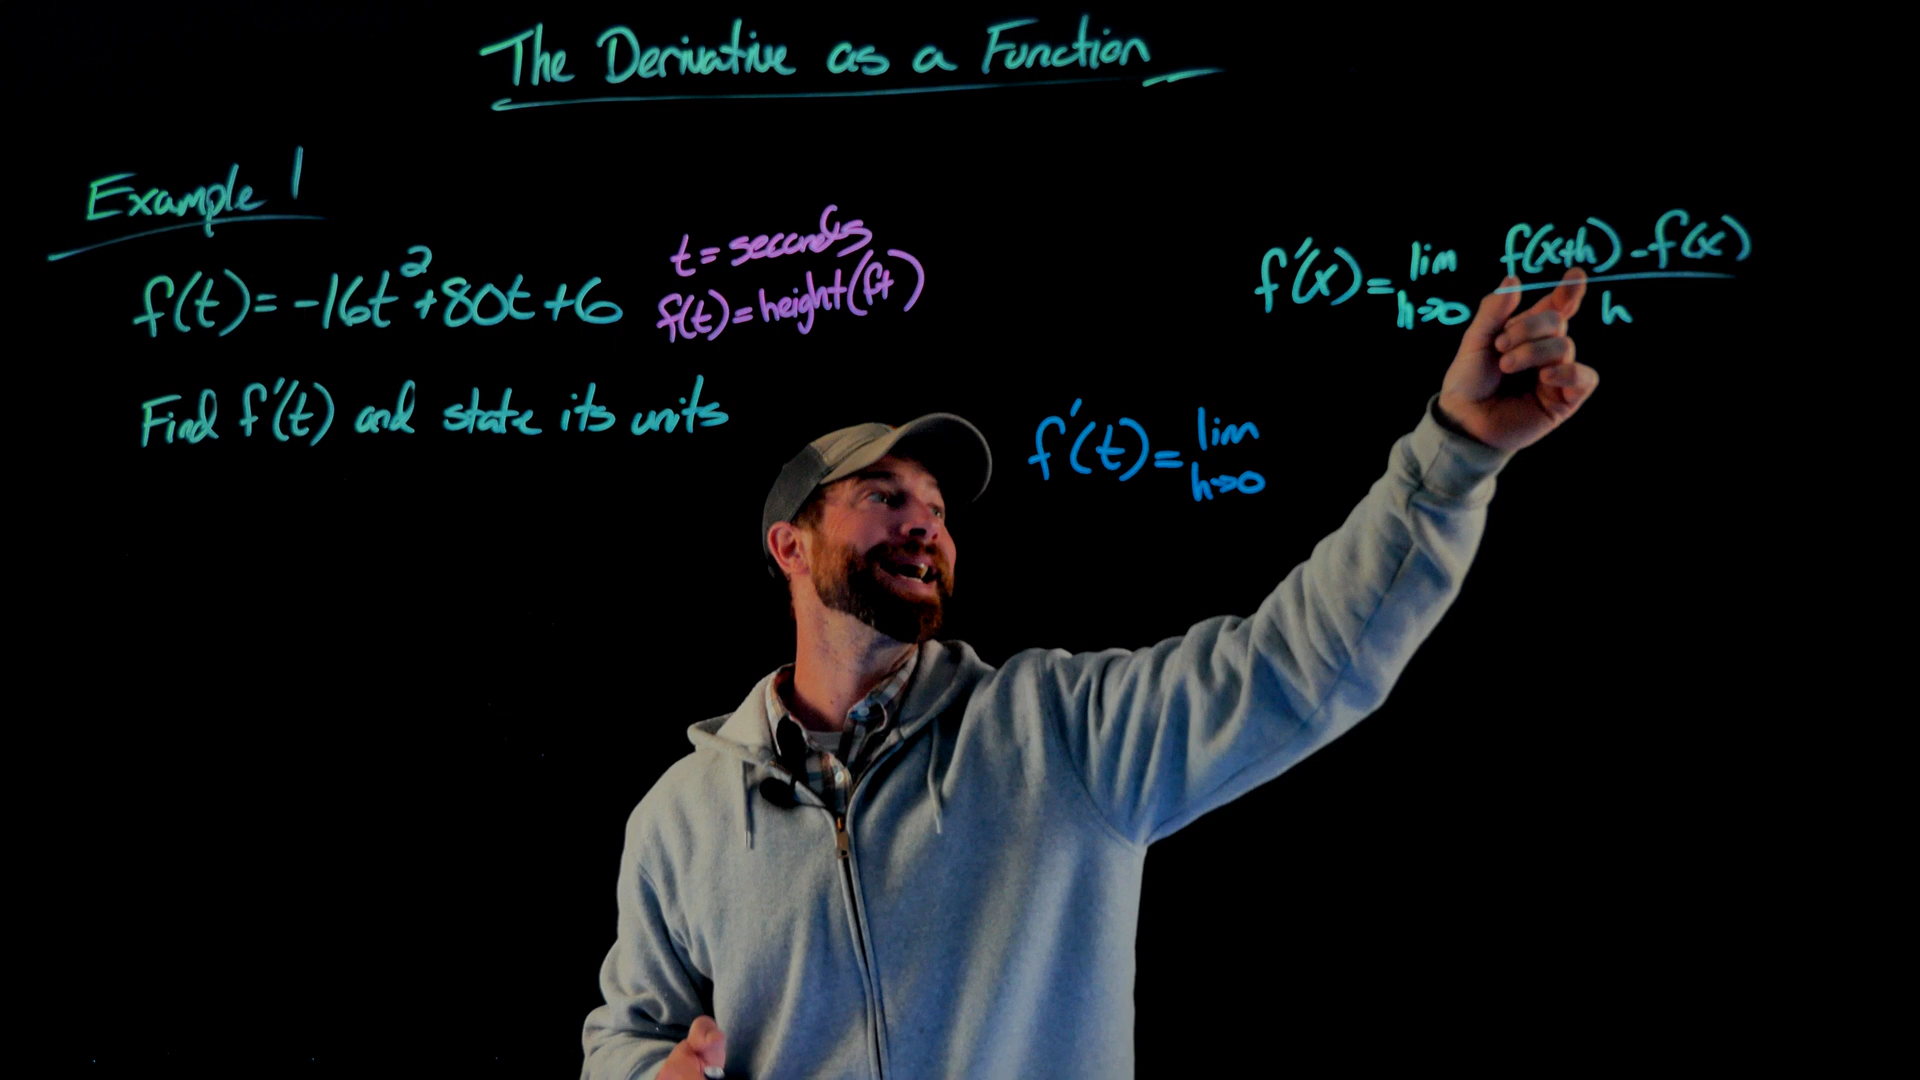 The Derivative as a Function
Example 1
f(t) = -16t²+80t+6
t = seconds
f(t) = height (ft)
Find f'(t) and state its units
f'(x) = lim h→0 f(x+h) - f(x) / h
f'(t) = lim h→0